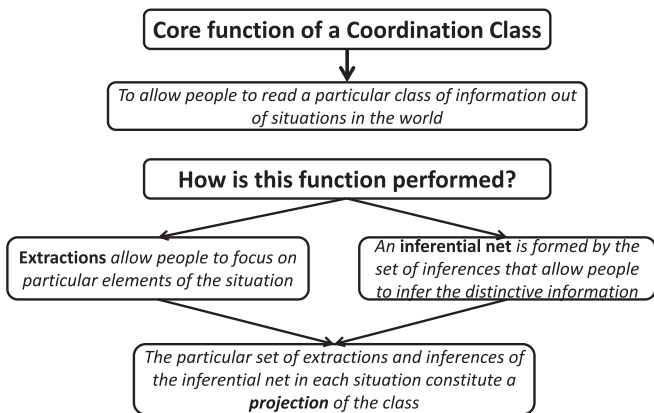 Core function of a Coordination Class
To allow people to read a particular class of information out
of situations in the world
How is this function performed?
Extractions allow people to focus on
particular elements of the situation
An inferential net is formed by the
set of inferences that allow people
to infer the distinctive information
The particular set of extractions and inferences of
the inferential net in each situation constitute a
projection of the class